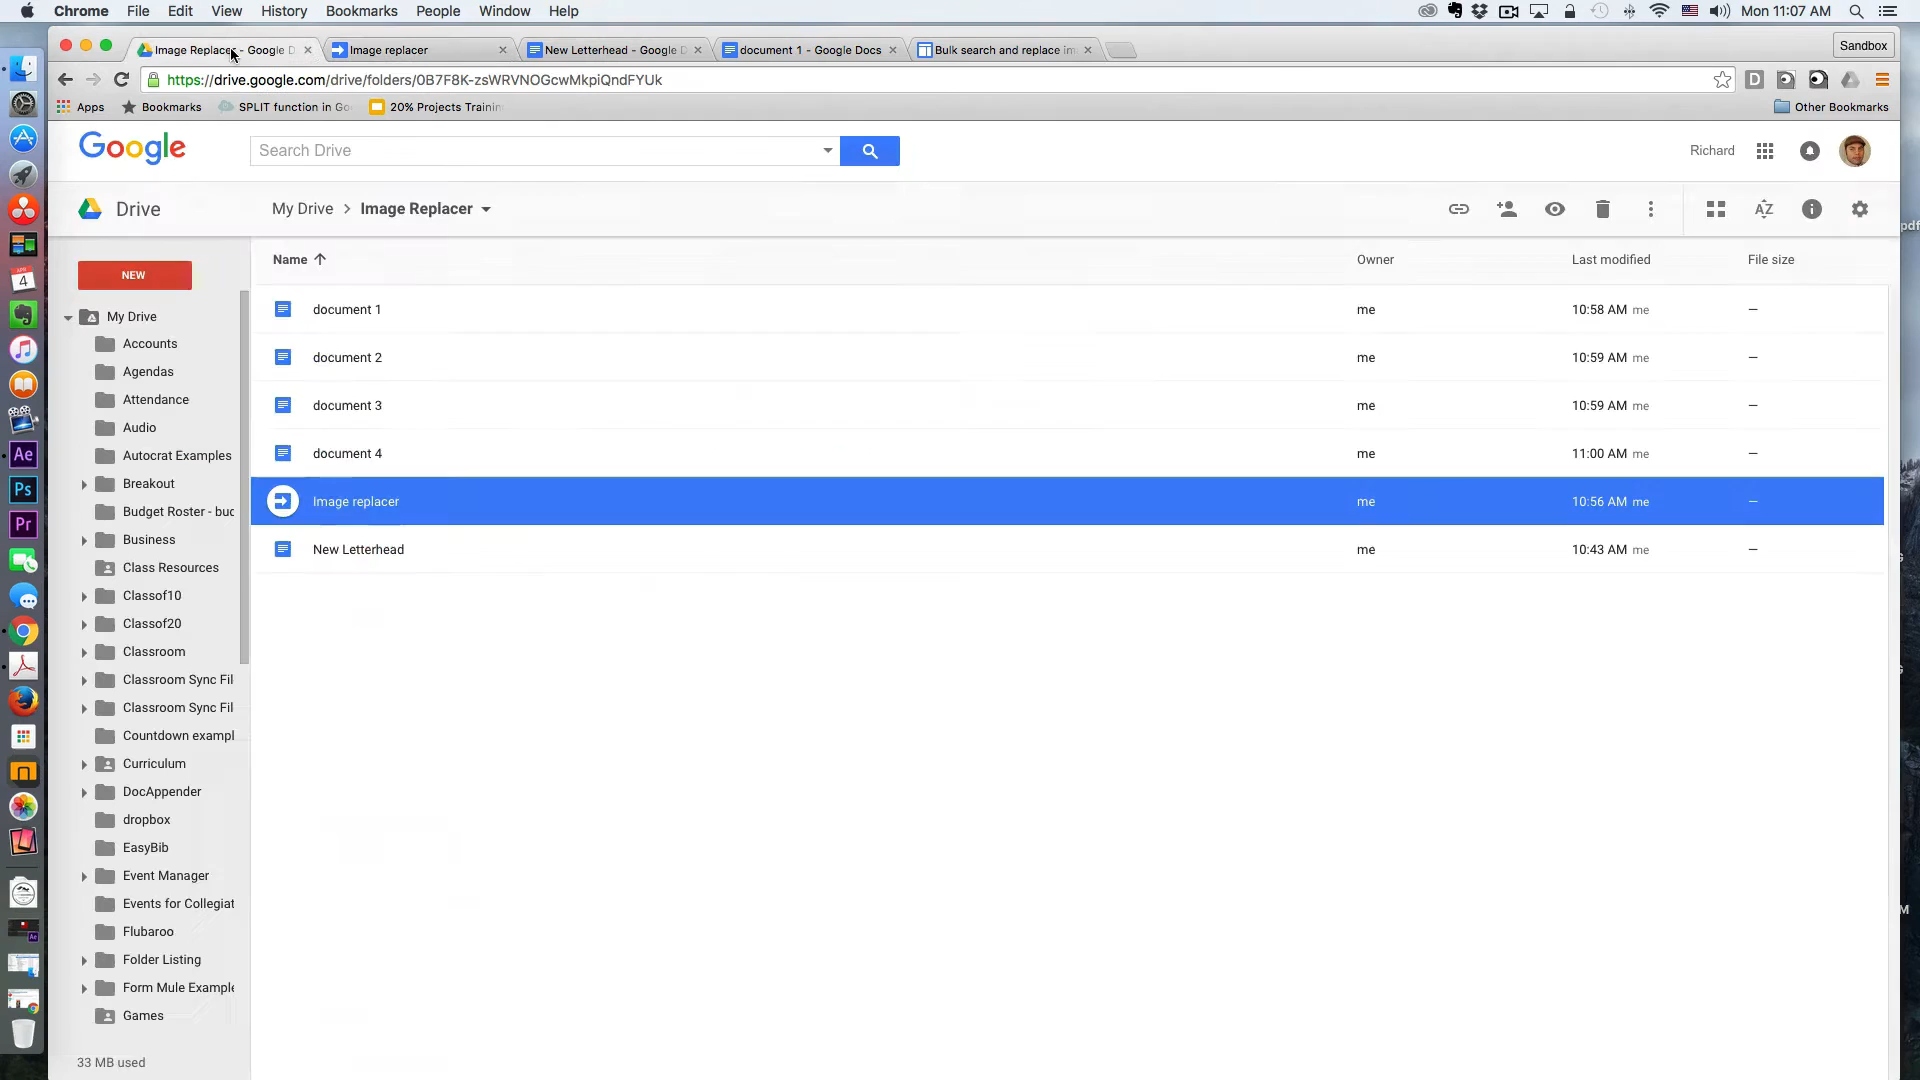 Chrome File Edit View History Bookmarks People Window Help Mon 11:07 AM
Image Replacer - Google D Image replacer New Letterhead - Google D document 1 - Google Docs Bulk search and replace im Sandbox
https://drive.google.com/drive/folders/0B7F8K-zsWRVNOGcwMkpiQndFYUk
Apps Bookmarks SPLIT function in Go 20% Projects Trainin Other Bookmarks
Google Search Drive Richard
Drive My Drive > Image Replacer
pdf
Name Owner Last modified File size
NEW
My Drive
Accounts
Agendas
Attendance
Audio
Autocrat Examples
Breakout
Budget Roster - buc
Business
Class Resources
Classof10
Classof20
Classroom
Classroom Sync Fil
Classroom Sync Fil
Countdown exampl
Curriculum
DocAppender
dropbox
EasyBib
Event Manager
Events for Collegiat
Flubaroo
Folder Listing
Form Mule Example
Games
33 MB used
document 1 me 10:58 AM me —
document 2 me 10:59 AM me —
document 3 me 10:59 AM me —
document 4 me 11:00 AM me —
Image replacer me 10:56 AM me —
New Letterhead me 10:43 AM me —
4
Ae
Ps
Pr
M